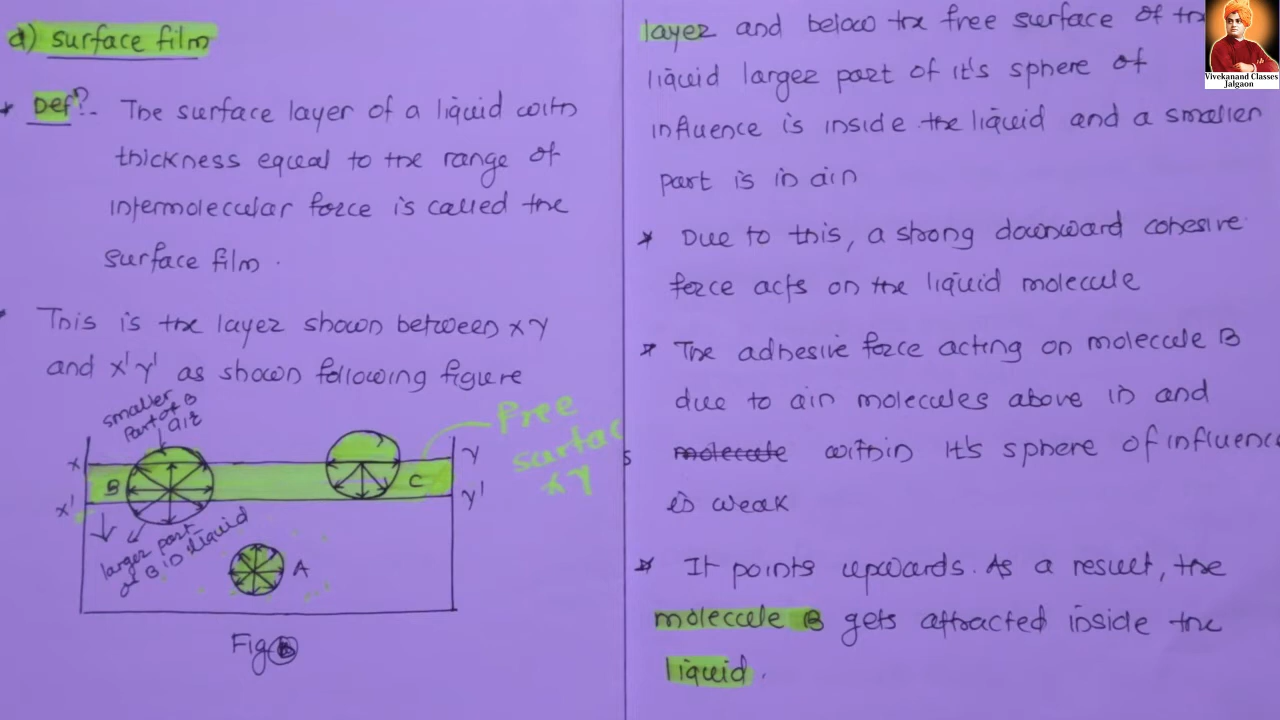 d) surface film
* Defⁿ:- The surface layer of a liquid with
thickness equal to the range of
intermolecular force is called the
surface film.
* This is the layer shown between xy
and x'y' as shown following figure
smaller
part of B
air
x
y
Free
surface
xy
B
C
x'
y'
larger part
of B in liquid
A
Fig b
layer and below the free surface of the
liquid larger part of it's sphere of
influence is inside the liquid and a smaller
part is in air
* Due to this, a strong downward cohesive
force acts on the liquid molecule
* The adhesive force acting on molecule B
due to air molecules above in and
molecule within it's sphere of influence
is weak
* It points upwards. As a result, the
molecule B gets attracted inside the
liquid.
Vivekanand Classes
Jalgaon